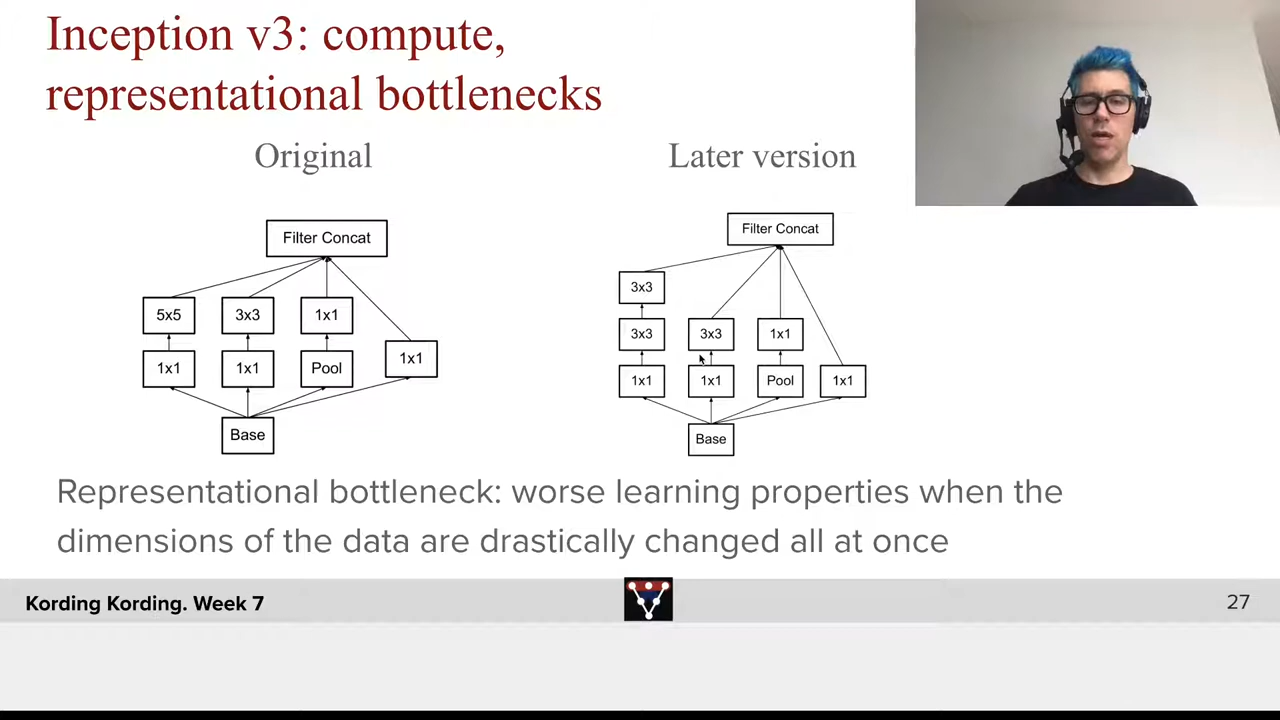 Inception v3: compute,
representational bottlenecks
Original
Later version
Filter Concat
5x5
3x3
1x1
1x1
1x1
Pool
1x1
Base
Filter Concat
3x3
3x3
3x3
1x1
1x1
1x1
Pool
1x1
Base
Representational bottleneck: worse learning properties when the
dimensions of the data are drastically changed all at once
Kording Kording. Week 7
27